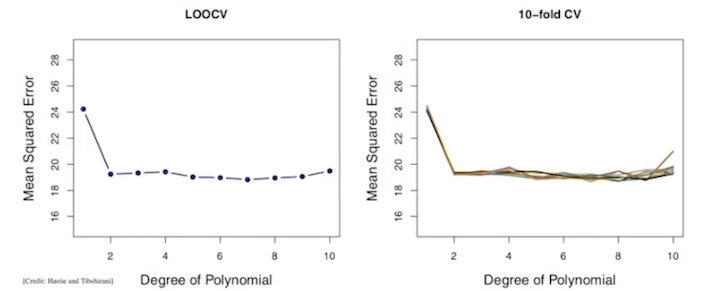 LOOCV
Mean Squared Error
28
26
24
22
20
18
16
2 4 6 8 10
Degree of Polynomial
10-fold CV
Mean Squared Error
28
26
24
22
20
18
16
2 4 6 8 10
Degree of Polynomial
[Credit: Hastie and Tibshirani]